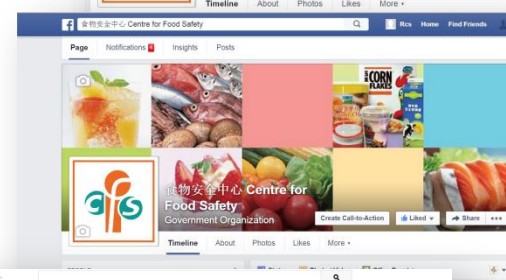 Timeline About Photos Likes More
食物安全中心 Centre for Food Safety
Rcs Home Find Friends
Page Notifications Insights Posts
CORN FLAKES
cfs
食物安全中心 Centre for
Food Safety
Government Organization
Create Call-to-Action Liked Share
Timeline About Photos Likes More